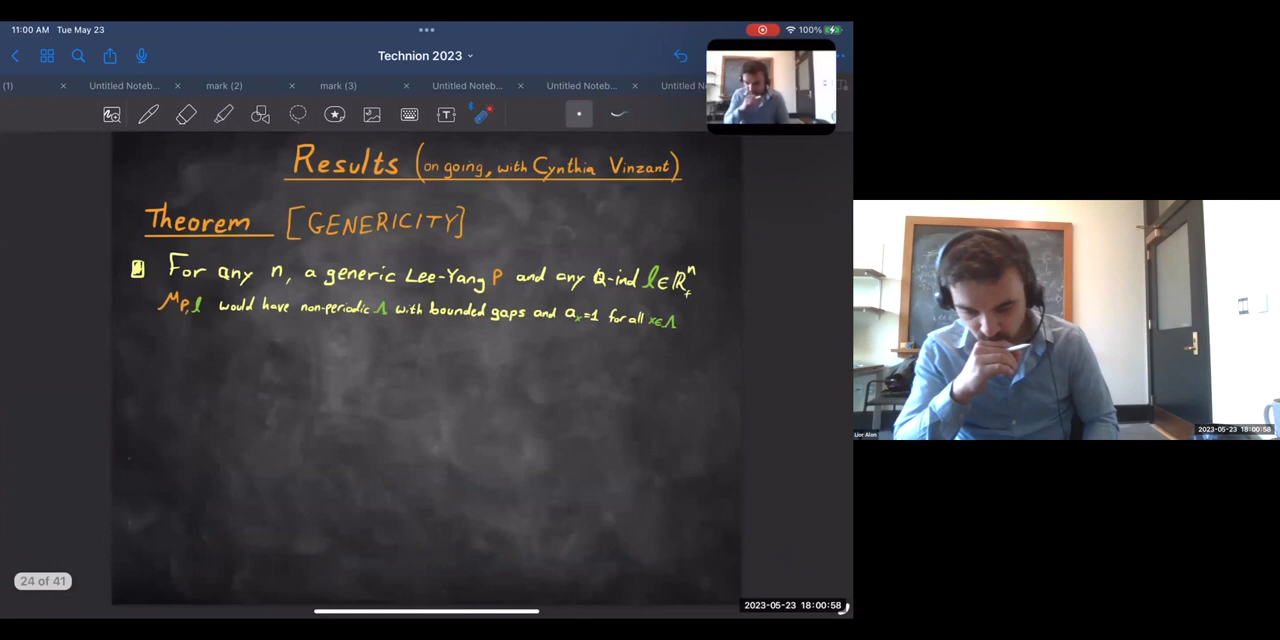 11:00 AM Tue May 23
100%
Technion 2023
(1)
Untitled Noteb...
mark (2)
mark (3)
Untitled Noteb...
Untitled Noteb...
Untitled N
Results (on going, with Cynthia Vinzant)
Theorem [GENERICITY]
For any n, a generic Lee-Yang P and any Q-ind l∈ℝ₊ⁿ
μ_{P,l} would have non-periodic Λ with bounded gaps and a_x=1 for all x∈Λ
24 of 41
2023-05-23 18:00:58
Lior Alon
2023-05-23 18:00:58